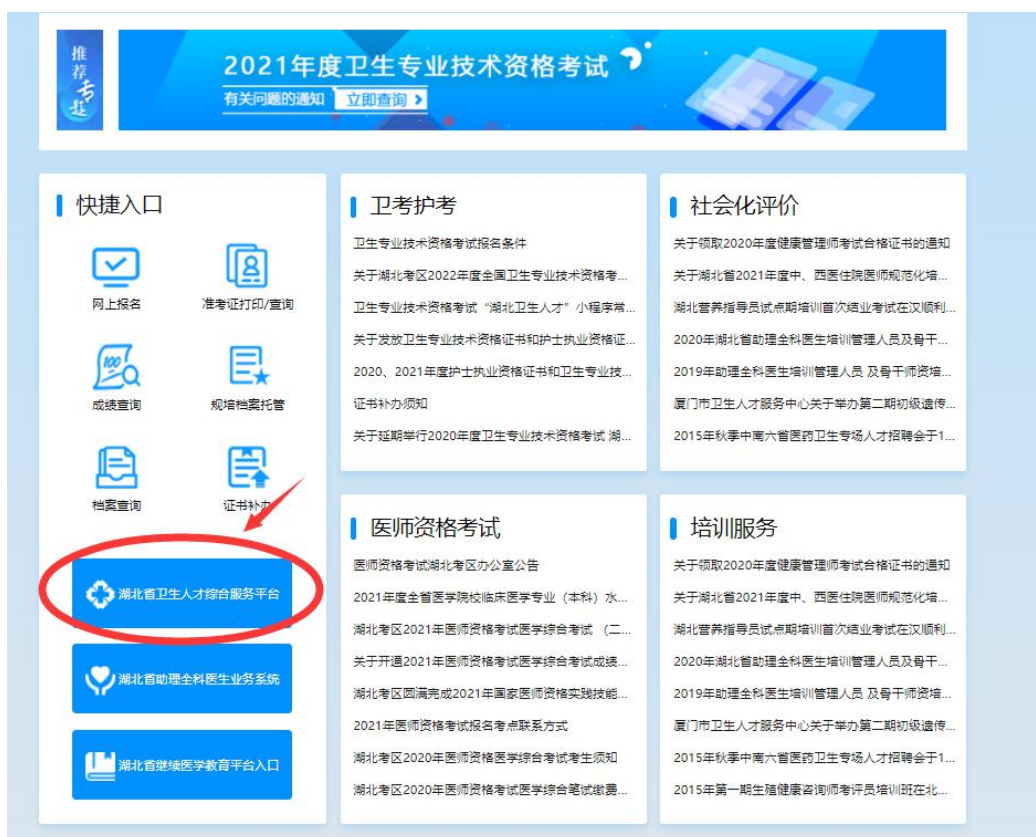 推荐专题
2021年度卫生专业技术资格考试
有关问题的通知 立即查询 >
快捷入口
网上报名 准考证打印/查询
成绩查询 规培档案托管
档案查询 证书补办
湖北省卫生人才综合服务平台
湖北省助理全科医生业务系统
湖北省继续医学教育平台入口
卫考护考
卫生专业技术资格考试报名条件
关于湖北考区2022年度全国卫生专业技术资格考...
卫生专业技术资格考试“湖北卫生人才”小程序常...
关于发放卫生专业技术资格证书和护士执业资格证...
2020、2021年度护士执业资格证书和卫生专业技...
证书补办须知
关于延期举行2020年度卫生专业技术资格考试 湖...
社会化评价
关于领取2020年度健康管理师考试合格证书的通知
关于湖北省2021年度中、西医住院医师规范化培...
湖北营养指导员试点期培训首次结业考试在汉顺利...
2020年湖北省助理全科医生培训管理人员及骨干...
2019年助理全科医生培训管理人员 及骨干师资培...
厦门市卫生人才服务中心关于举办第二期初级遗传...
2015年秋季中南六省医药卫生专场人才招聘会于1...
医师资格考试
医师资格考试湖北考区办公室公告
2021年度全省医学院校临床医学专业（本科）水...
湖北考区2021年医师资格考试医学综合考试 （二...
关于开通2021年医师资格考试医学综合考试成绩...
湖北考区圆满完成2021年国家医师资格实践技能...
2021年医师资格考试报名考点联系方式
湖北考区2020年医师资格医学综合考试考生须知
湖北考区2020年医师资格考试医学综合笔试缴费...
培训服务
关于领取2020年度健康管理师考试合格证书的通知
关于湖北省2021年度中、西医住院医师规范化培...
湖北营养指导员试点期培训首次结业考试在汉顺利...
2020年湖北省助理全科医生培训管理人员及骨干...
2019年助理全科医生培训管理人员 及骨干师资培...
厦门市卫生人才服务中心关于举办第二期初级遗传...
2015年秋季中南六省医药卫生专场人才招聘会于1...
2015年第一期生殖健康咨询师考评员培训班在北...